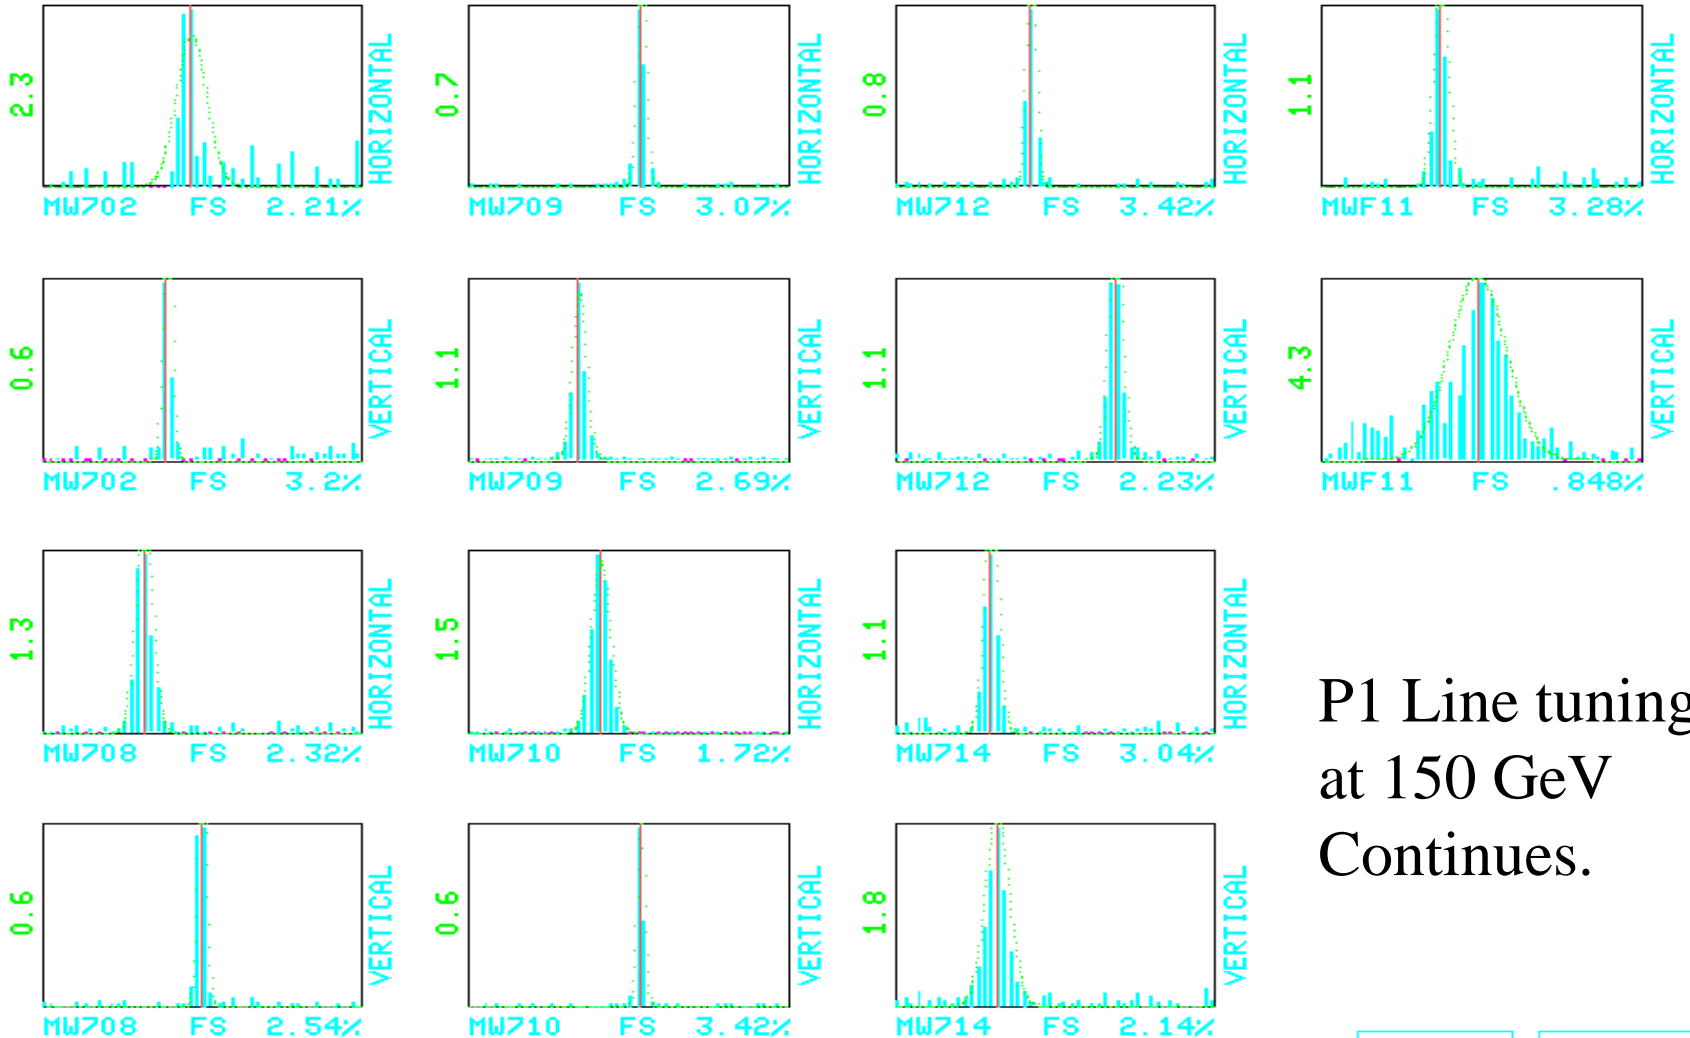 2.3 HORIZONTAL
MW702 FS 2.21%
0.7 HORIZONTAL
MW709 FS 3.07%
0.8 HORIZONTAL
MW712 FS 3.42%
1.1 HORIZONTAL
MWF11 FS 3.28%
0.6 VERTICAL
MW702 FS 3.2%
1.1 VERTICAL
MW709 FS 2.69%
1.1 VERTICAL
MW712 FS 2.23%
4.3 VERTICAL
MWF11 FS .848%
1.3 HORIZONTAL
MW708 FS 2.32%
1.5 HORIZONTAL
MW710 FS 1.72%
1.1 HORIZONTAL
MW714 FS 3.04%
P1 Line tuning
at 150 GeV
Continues.
0.6 VERTICAL
MW708 FS 2.54%
0.6 VERTICAL
MW710 FS 3.42%
1.8 VERTICAL
MW714 FS 2.14%